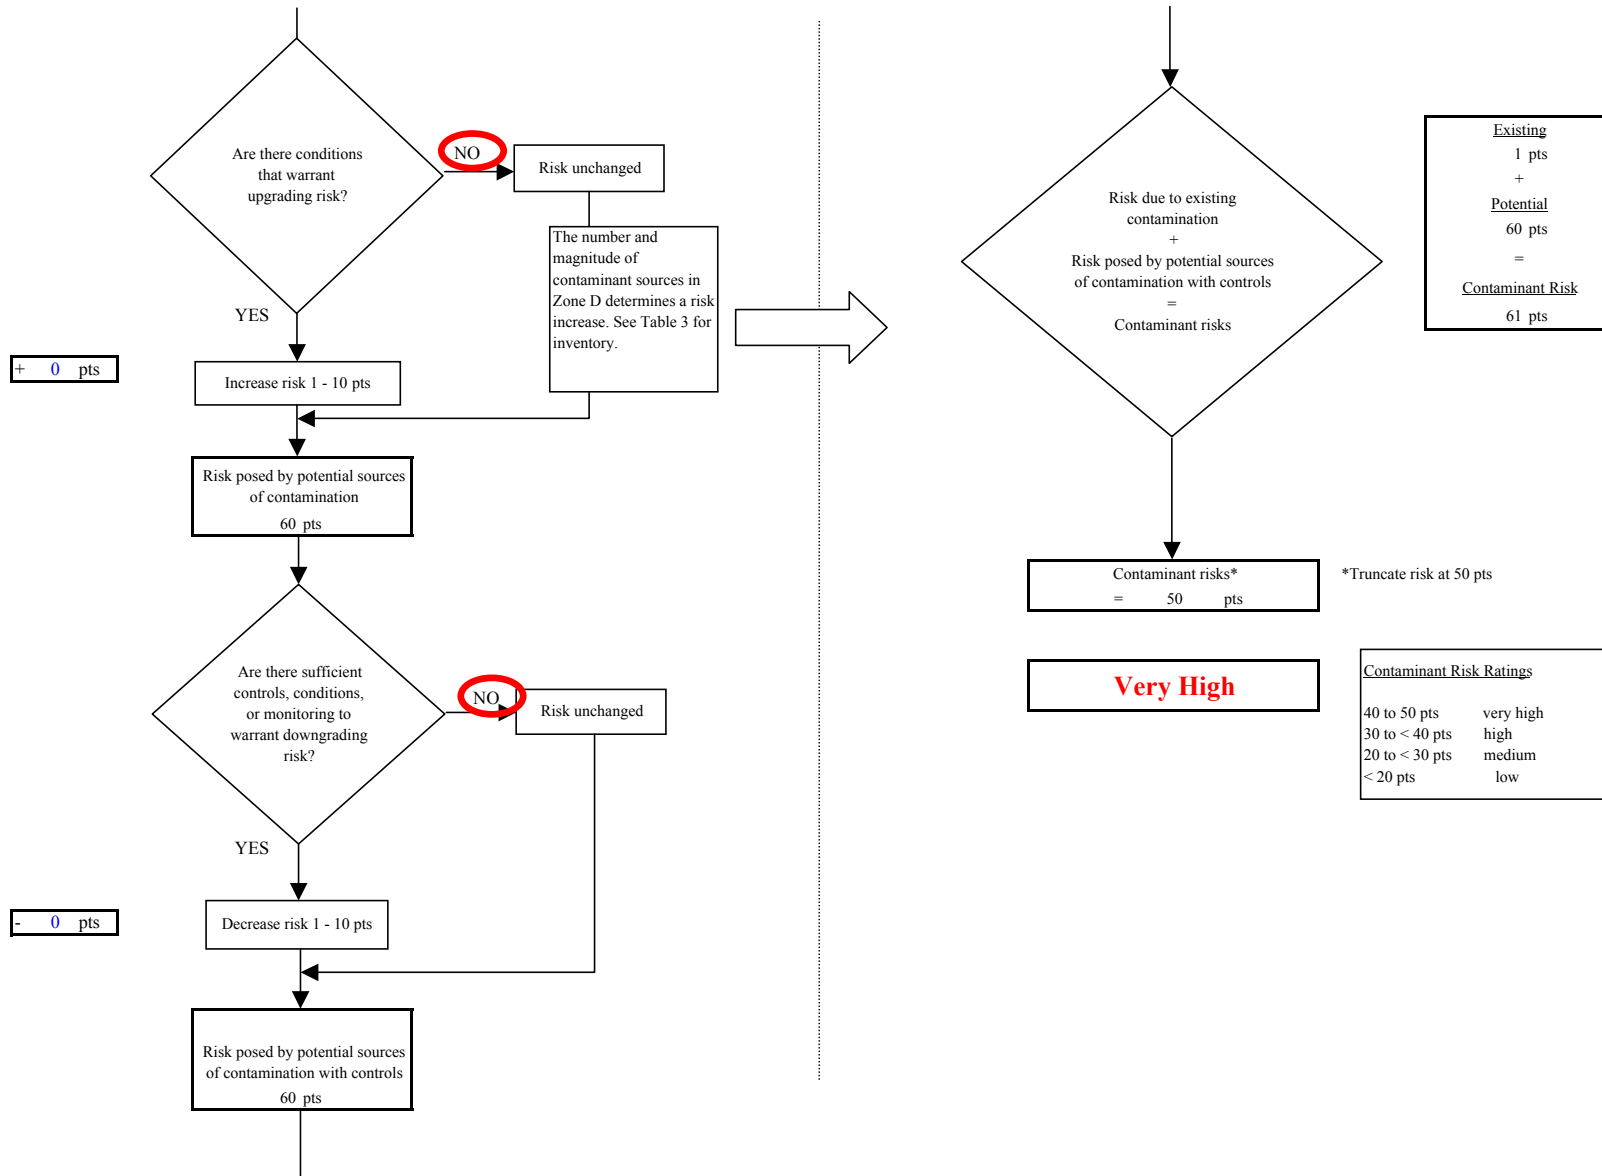 Are there conditions
that warrant
upgrading risk?
NO
Risk unchanged
The number and
magnitude of
contaminant sources in
Zone D determines a risk
increase. See Table 3 for
inventory.
YES
+ 0 pts
Increase risk 1 - 10 pts
Risk posed by potential sources
of contamination
60 pts
Are there sufficient
controls, conditions,
or monitoring to
warrant downgrading
risk?
NO
Risk unchanged
YES
- 0 pts
Decrease risk 1 - 10 pts
Risk posed by potential sources
of contamination with controls
60 pts
Risk due to existing
contamination
+
Risk posed by potential sources
of contamination with controls
=
Contaminant risks
Existing
1 pts
+
Potential
60 pts
=
Contaminant Risk
61 pts
Contaminant risks*
= 50 pts
*Truncate risk at 50 pts
Very High
Contaminant Risk Ratings
40 to 50 pts very high
30 to < 40 pts high
20 to < 30 pts medium
< 20 pts low